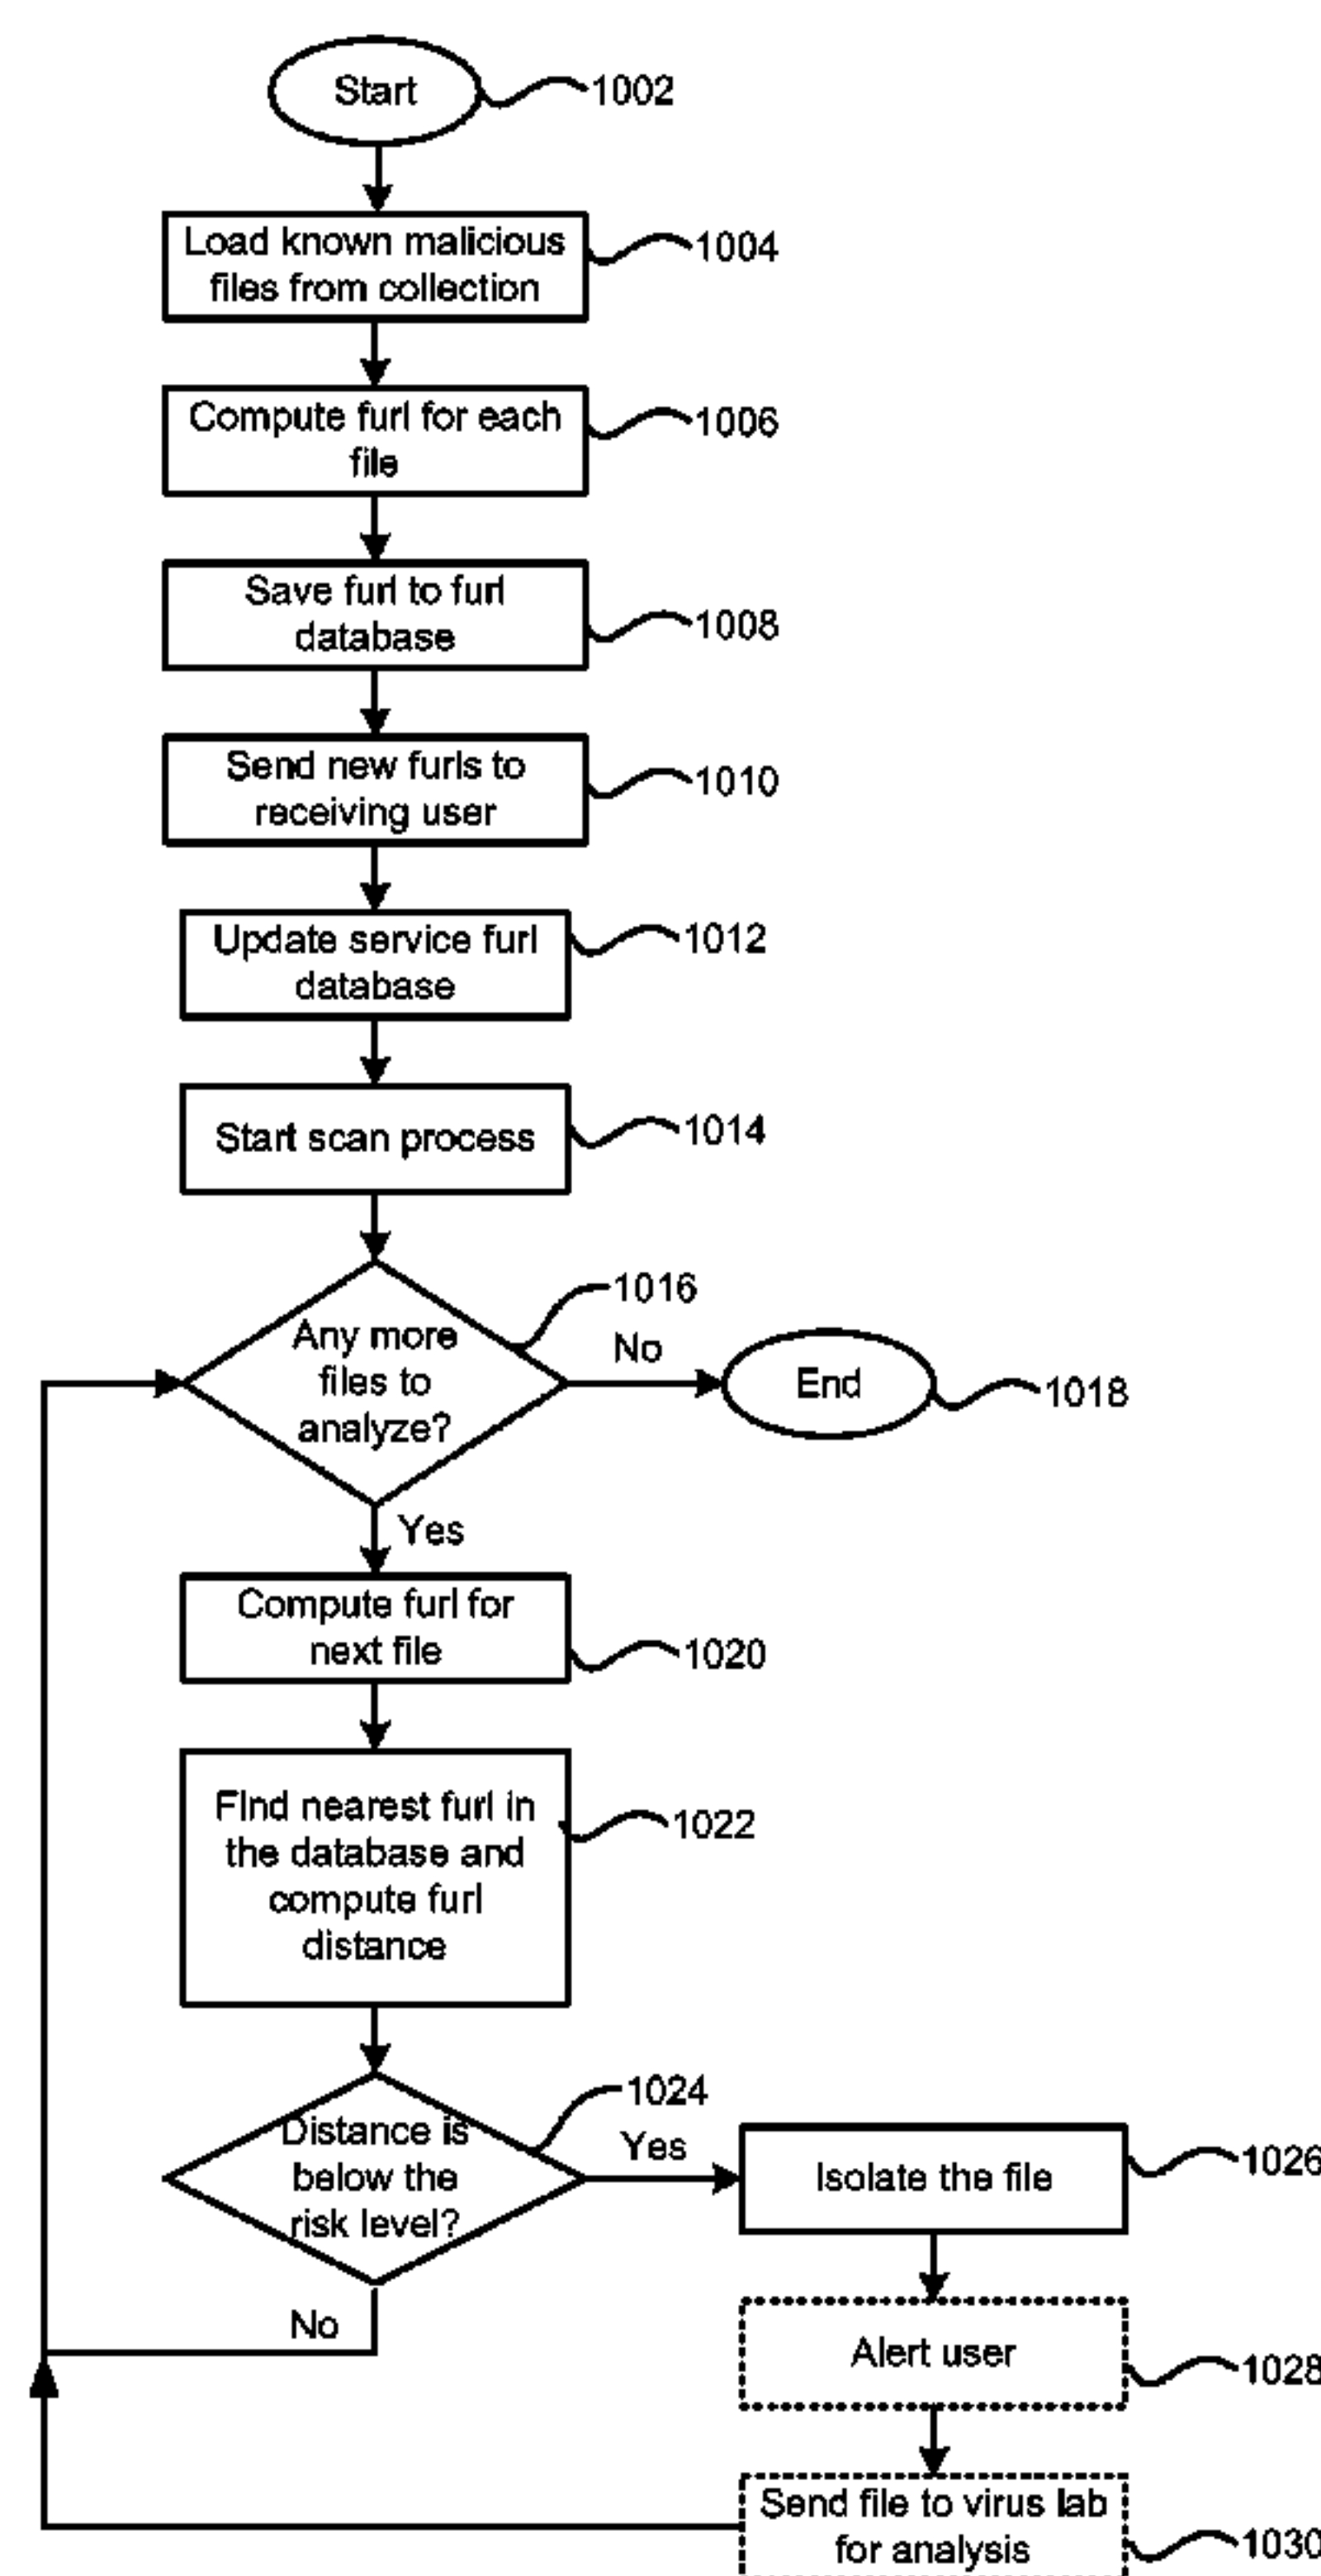 Start
1002
Load known malicious
files from collection
1004
Compute furl for each
file
1006
Save furl to furl
database
1008
Send new furls to
receiving user
1010
Update service furl
database
1012
Start scan process
1014
Any more
files to
analyze?
1016
No
End
1018
Yes
Compute furl for
next file
1020
Find nearest furl in
the database and
compute furl
distance
1022
Distance is
below the
risk level?
1024
Yes
Isolate the file
1026
No
Alert user
1028
Send file to virus lab
for analysis
1030